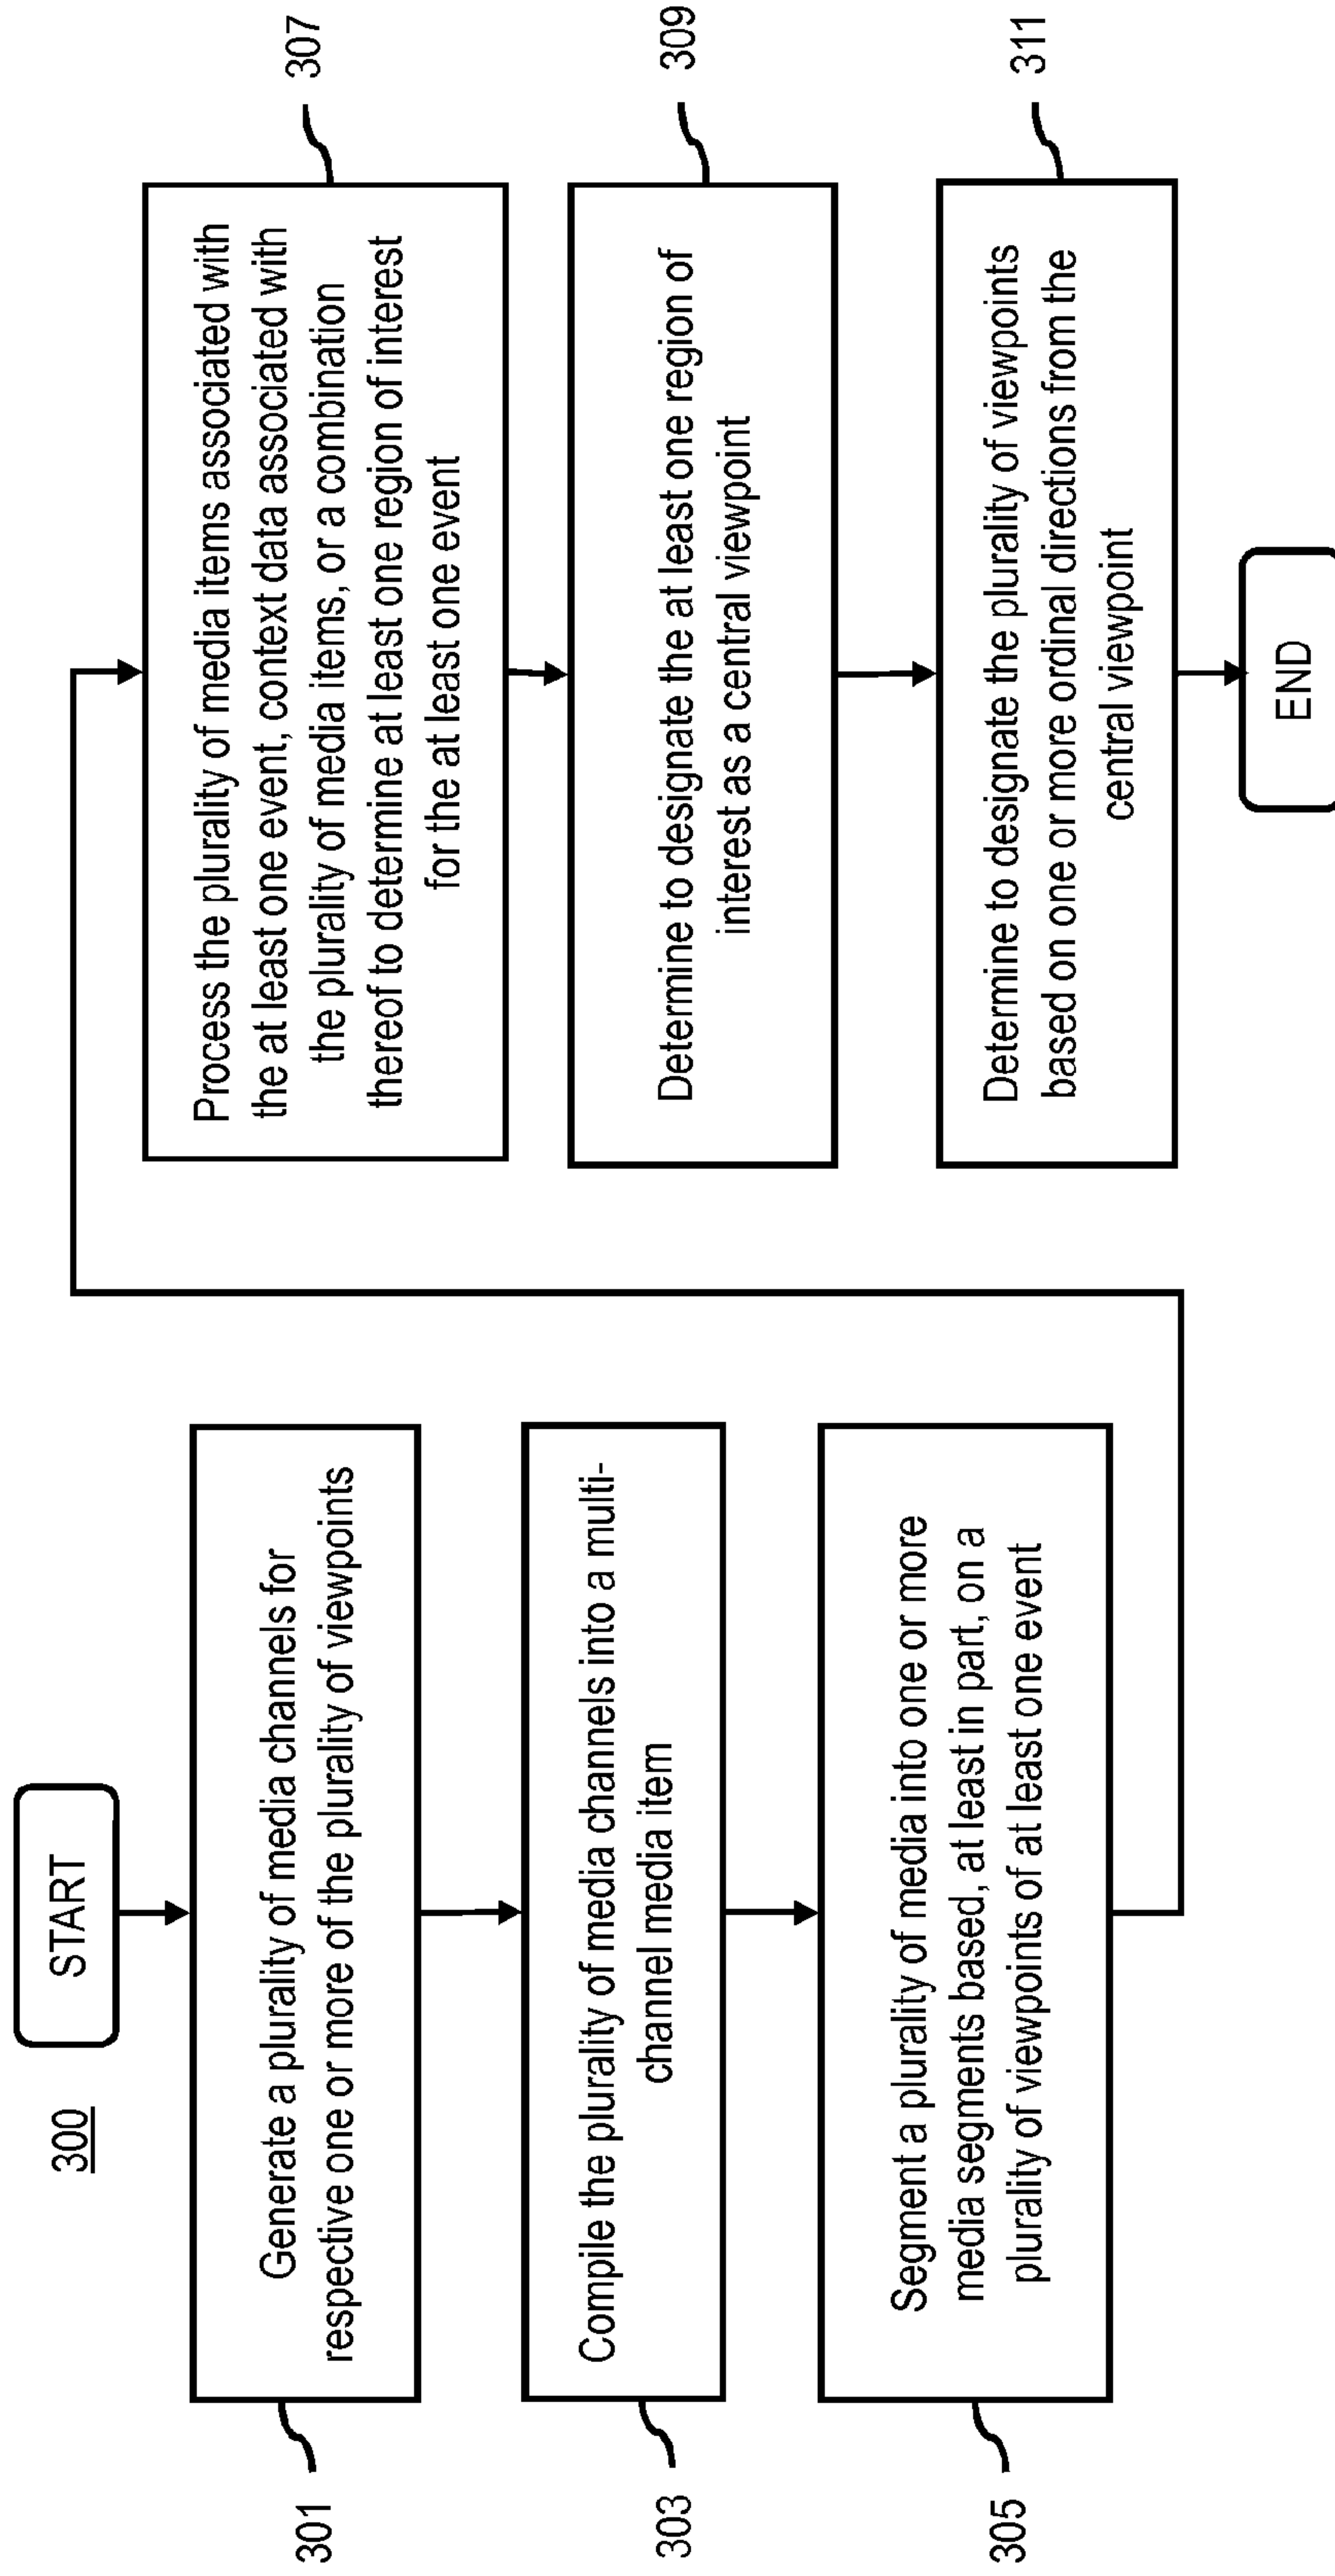 300
START
301
Generate a plurality of media channels for
respective one or more of the plurality of viewpoints
303
Compile the plurality of media channels into a multi-
channel media item
305
Segment a plurality of media into one or more
media segments based, at least in part, on a
plurality of viewpoints of at least one event
307
Process the plurality of media items associated with
the at least one event, context data associated with
the plurality of media items, or a combination
thereof to determine at least one region of interest
for the at least one event
309
Determine to designate the at least one region of
interest as a central viewpoint
311
Determine to designate the plurality of viewpoints
based on one or more ordinal directions from the
central viewpoint
END